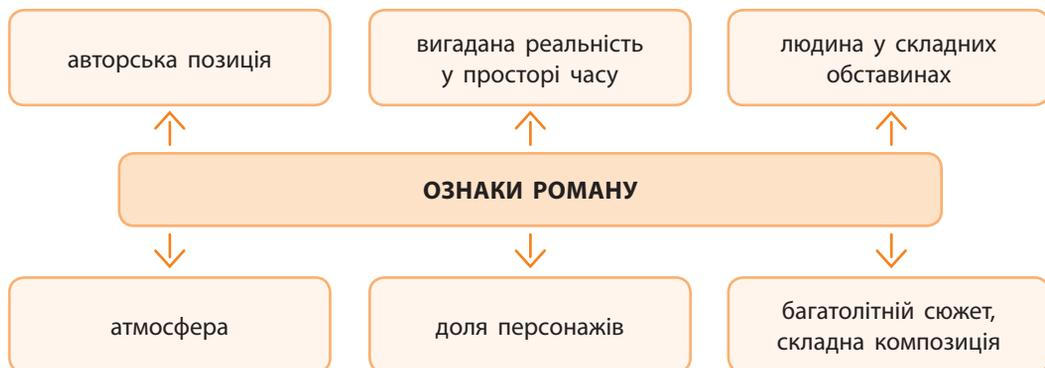 авторська позиція
вигадана реальність
у просторі часу
людина у складних
обставинах
ОЗНАКИ РОМАНУ
атмосфера
доля персонажів
багатолітній сюжет,
складна композиція